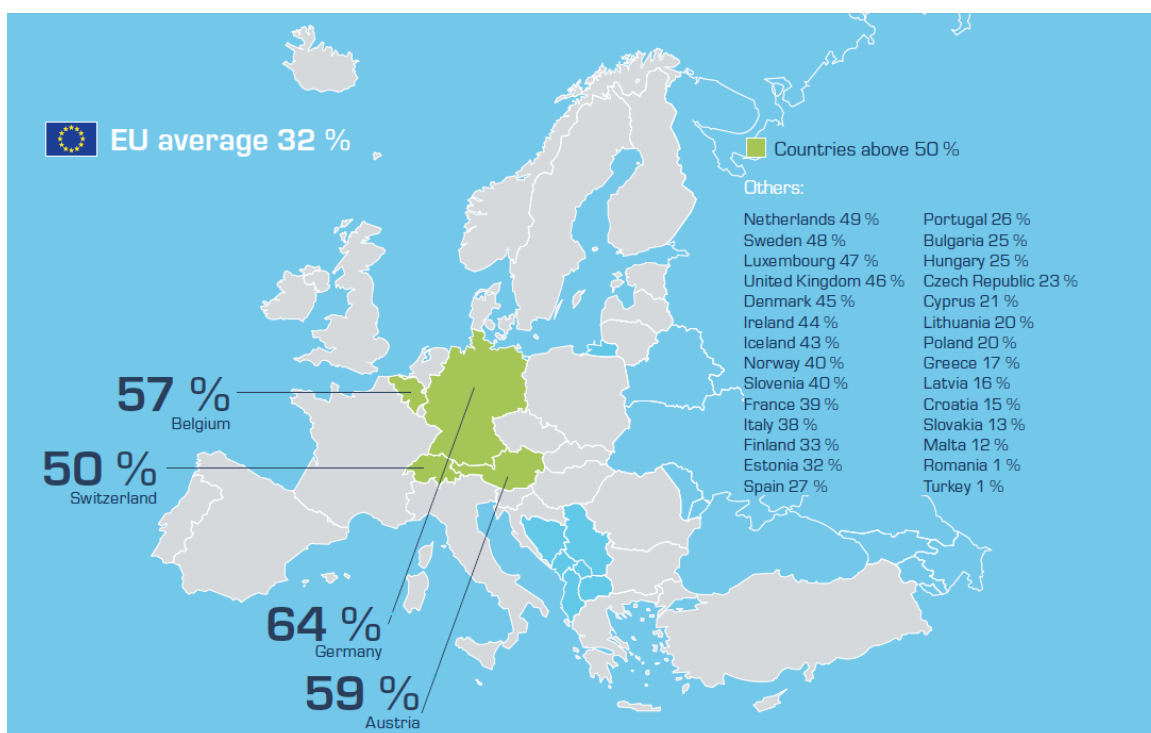 EU average 32 %
Countries above 50 %
Others:
Netherlands 49 %
Sweden 48 %
Luxembourg 47 %
United Kingdom 46 %
Denmark 45 %
Ireland 44 %
Iceland 43 %
Norway 40 %
Slovenia 40 %
France 39 %
Italy 38 %
Finland 33 %
Estonia 32 %
Spain 27 %
Portugal 26 %
Bulgaria 25 %
Hungary 25 %
Czech Republic 23 %
Cyprus 21 %
Lithuania 20 %
Poland 20 %
Greece 17 %
Latvia 16 %
Croatia 15 %
Slovakia 13 %
Malta 12 %
Romania 1 %
Turkey 1 %
57 %
Belgium
50 %
Switzerland
64 %
Germany
59 %
Austria